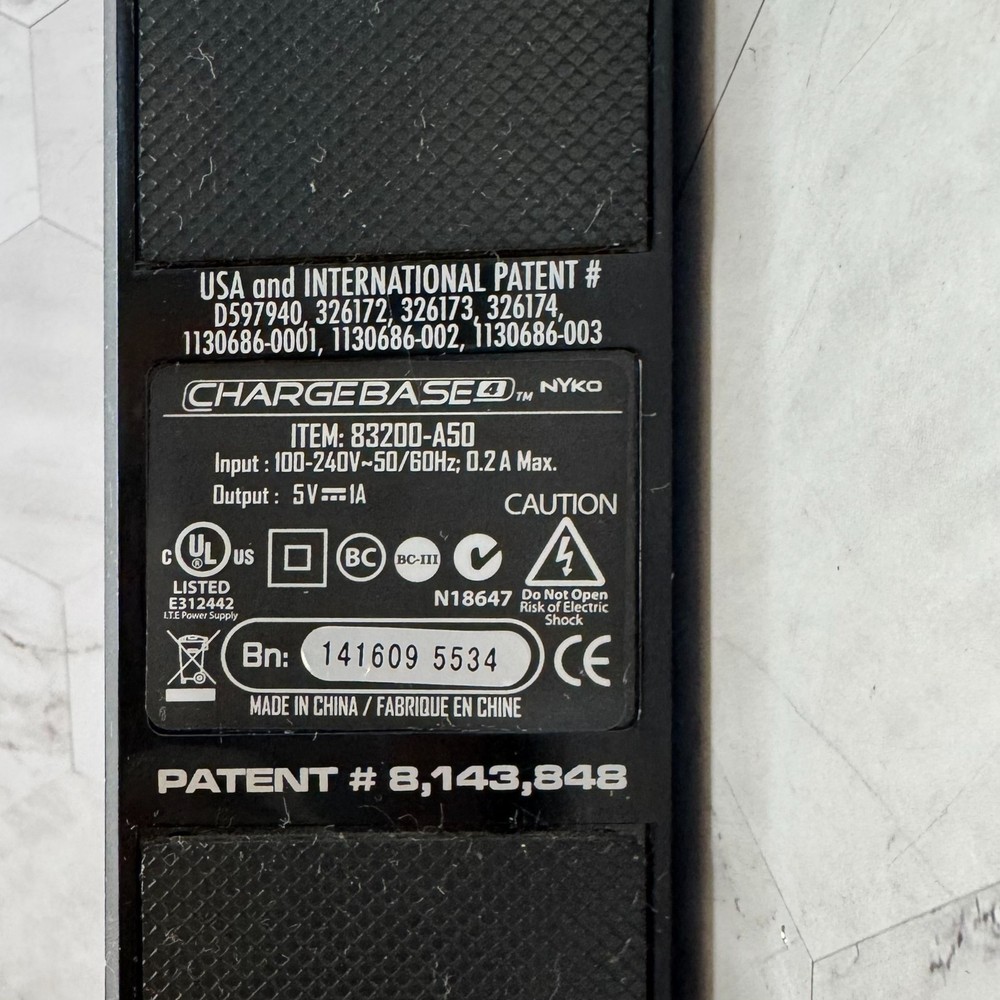 USA and INTERNATIONAL PATENT #
D597940, 326172, 326173, 326174,
1130686-0001, 1130686-002, 1130686-003
CHARGEBASE 4 ™ NYKO
ITEM: 83200-A50
Input : 100-240V~50/60Hz; 0.2 A Max.
Output : 5V⎓1A
CAUTION
C UL ® US
LISTED
E312442
I.T.E Power Supply
BC
BC-III
N18647
Do Not Open
Risk of Electric
Shock
Bn: 141609 5534
CE
MADE IN CHINA / FABRIQUE EN CHINE
PATENT # 8,143,848